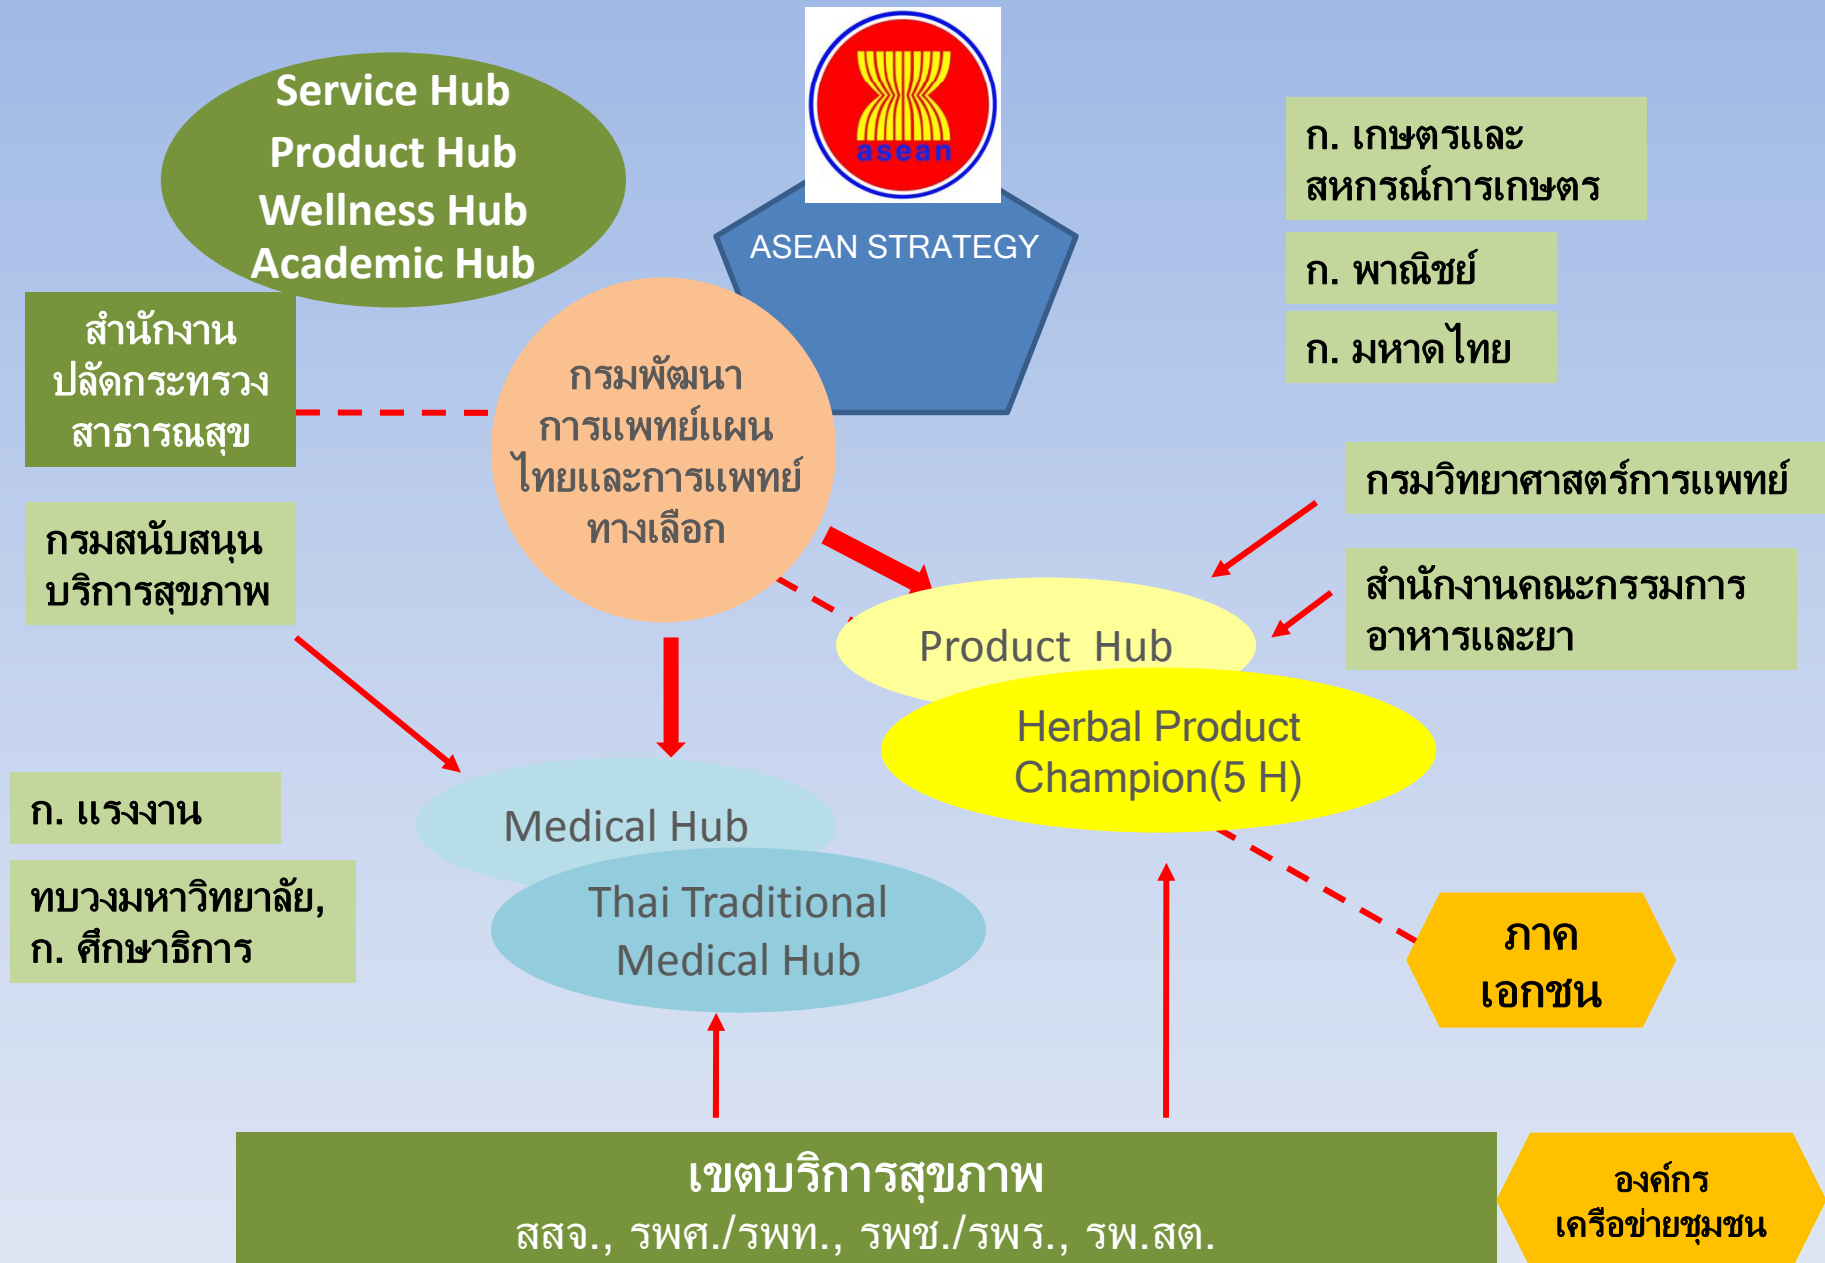 Service Hub
Product Hub
Wellness Hub
Academic Hub
asean
ASEAN STRATEGY
ก. เกษตรและ
สหกรณ์การเกษตร
ก. พาณิชย์
ก. มหาดไทย
สำนักงาน
ปลัดกระทรวง
สาธารณสุข
กรมพัฒนา
การแพทย์แผน
ไทยและการแพทย์
ทางเลือก
กรมวิทยาศาสตร์การแพทย์
กรมสนับสนุน
บริการสุขภาพ
สำนักงานคณะกรรมการ
อาหารและยา
Product Hub
Herbal Product
Champion(5 H)
ก. แรงงาน
Medical Hub
ทบวงมหาวิทยาลัย,
ก. ศึกษาธิการ
Thai Traditional
Medical Hub
ภาค
เอกชน
เขตบริการสุขภาพ
สสจ., รพศ./รพท., รพช./รพร., รพ.สต.
องค์กร
เครือข่ายชุมชน